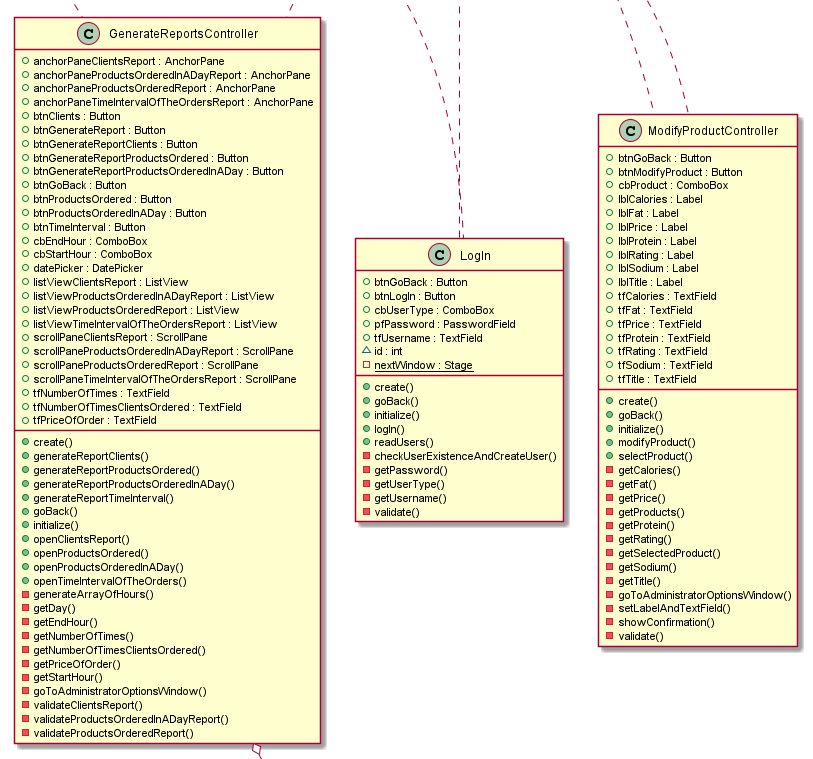 C GenerateReportsController
anchorPaneClientsReport : AnchorPane
anchorPaneProductsOrderedInADayReport : AnchorPane
anchorPaneProductsOrderedReport : AnchorPane
anchorPaneTimeIntervalOfTheOrdersReport : AnchorPane
btnClients : Button
btnGenerateReport : Button
btnGenerateReportClients : Button
btnGenerateReportProductsOrdered : Button
btnGenerateReportProductsOrderedInADay : Button
btnGoBack : Button
btnProductsOrdered : Button
btnProductsOrderedInADay : Button
btnTimeInterval : Button
cbEndHour : ComboBox
cbStartHour : ComboBox
datePicker : DatePicker
listViewClientsReport : ListView
listViewProductsOrderedInADayReport : ListView
listViewProductsOrderedReport : ListView
listViewTimeIntervalOfTheOrdersReport : ListView
scrollPaneClientsReport : ScrollPane
scrollPaneProductsOrderedInADayReport : ScrollPane
scrollPaneProductsOrderedReport : ScrollPane
scrollPaneTimeIntervalOfTheOrdersReport : ScrollPane
tfNumberOfTimes : TextField
tfNumberOfTimesClientsOrdered : TextField
tfPriceOfOrder : TextField
create()
generateReportClients()
generateReportProductsOrdered()
generateReportProductsOrderedInADay()
generateReportTimeInterval()
goBack()
initialize()
openClientsReport()
openProductsOrdered()
openProductsOrderedInADay()
openTimeIntervalOfTheOrders()
generateArrayOfHours()
getDay()
getEndHour()
getNumberOfTimes()
getNumberOfTimesClientsOrdered()
getPriceOfOrder()
getStartHour()
goToAdministratorOptionsWindow()
validateClientsReport()
validateProductsOrderedInADayReport()
validateProductsOrderedReport()
C LogIn
btnGoBack : Button
btnLogIn : Button
cbUserType : ComboBox
pfPassword : PasswordField
tfUsername : TextField
id : int
nextWindow : Stage
create()
goBack()
initialize()
logIn()
readUsers()
checkUserExistenceAndCreateUser()
getPassword()
getUserType()
getUsername()
validate()
C ModifyProductController
btnGoBack : Button
btnModifyProduct : Button
cbProduct : ComboBox
lblCalories : Label
lblFat : Label
lblPrice : Label
lblProtein : Label
lblRating : Label
lblSodium : Label
lblTitle : Label
tfCalories : TextField
tfFat : TextField
tfPrice : TextField
tfProtein : TextField
tfRating : TextField
tfSodium : TextField
tfTitle : TextField
create()
goBack()
initialize()
modifyProduct()
selectProduct()
getCalories()
getFat()
getPrice()
getProducts()
getProtein()
getRating()
getSelectedProduct()
getSodium()
getTitle()
goToAdministratorOptionsWindow()
setLabelAndTextField()
showConfirmation()
validate()